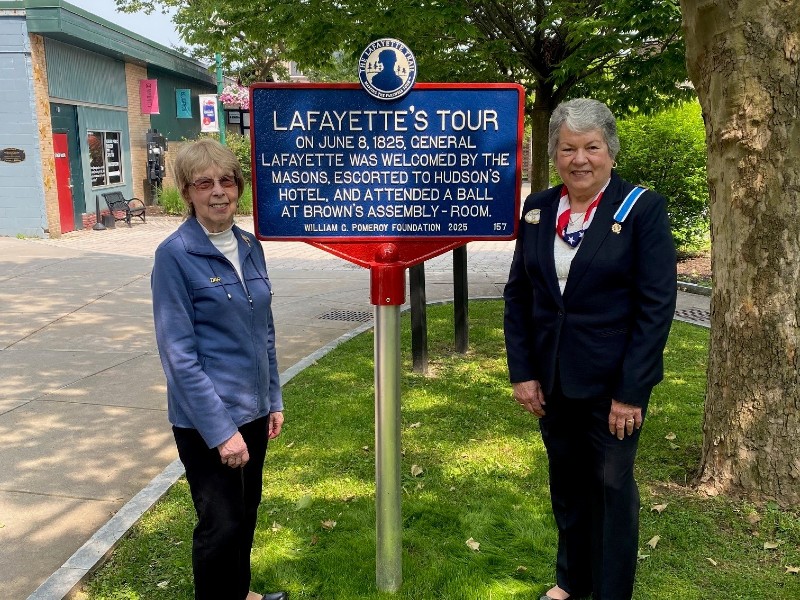 THE LAFAYETTE TRAIL
LAFAYETTE'S TOUR
ON JUNE 8, 1825, GENERAL
LAFAYETTE WAS WELCOMED BY THE
MASONS, ESCORTED TO HUDSON'S
HOTEL, AND ATTENDED A BALL
AT BROWN'S ASSEMBLY-ROOM.
WILLIAM G. POMEROY FOUNDATION 2025 157